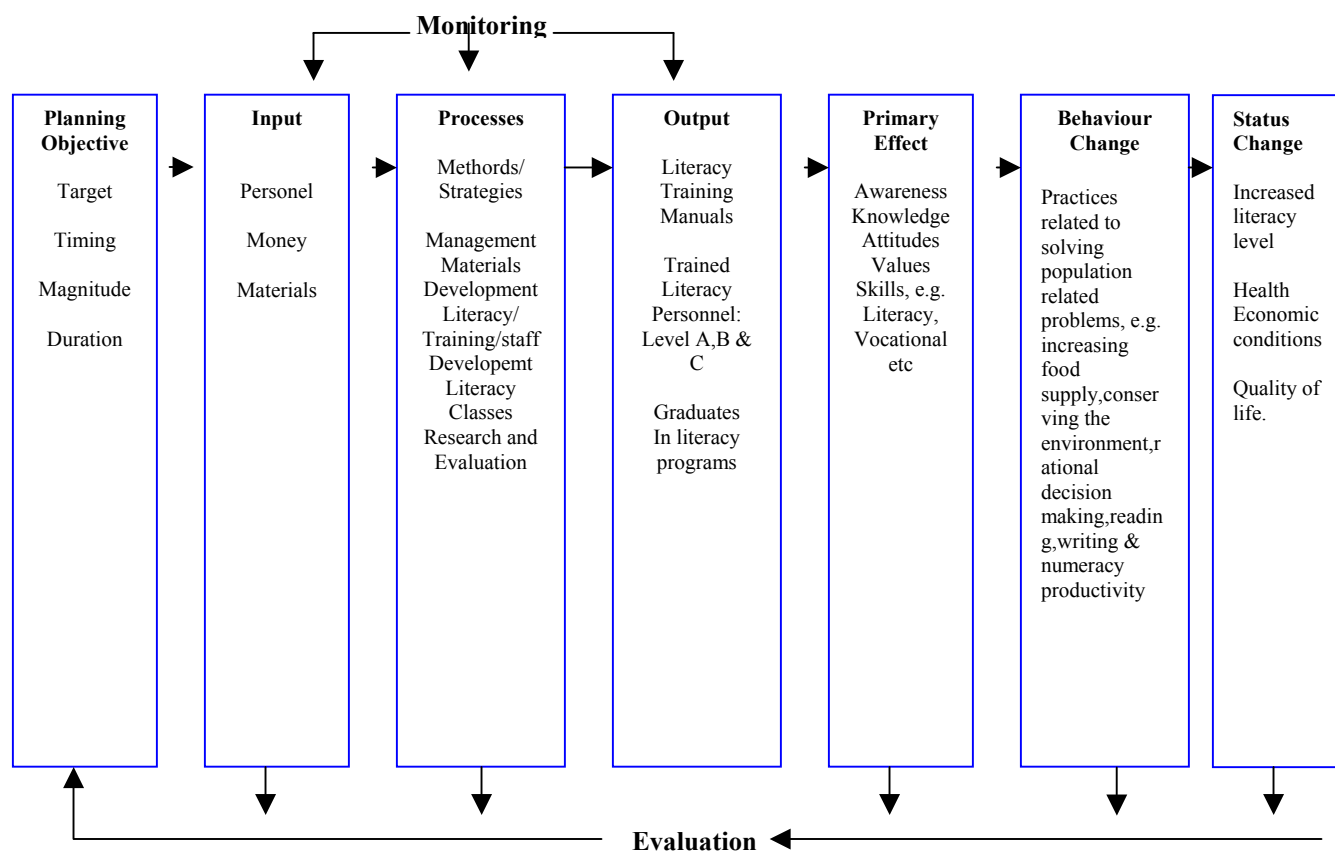 Monitoring
Planning
Objective
Target
Timing
Magnitude
Duration
Input
Personel
Money
Materials
Processes
Methords/
Strategies
Management
Materials
Development
Literacy/
Training/staff
Developemt
Literacy
Classes
Research and
Evaluation
Output
Literacy
Training
Manuals
Trained
Literacy
Personnel:
Level A,B &
C
Graduates
In literacy
programs
Primary
Effect
Awareness
Knowledge
Attitudes
Values
Skills, e.g.
Literacy,
Vocational
etc
Behaviour
Change
Practices
related to
solving
population
related
problems, e.g.
increasing
food
supply,conser
ving the
environment,r
ational
decision
making,readin
g,writing &
numeracy
productivity
Status
Change
Increased
literacy
level
Health
Economic
conditions
Quality of
life.
Evaluation